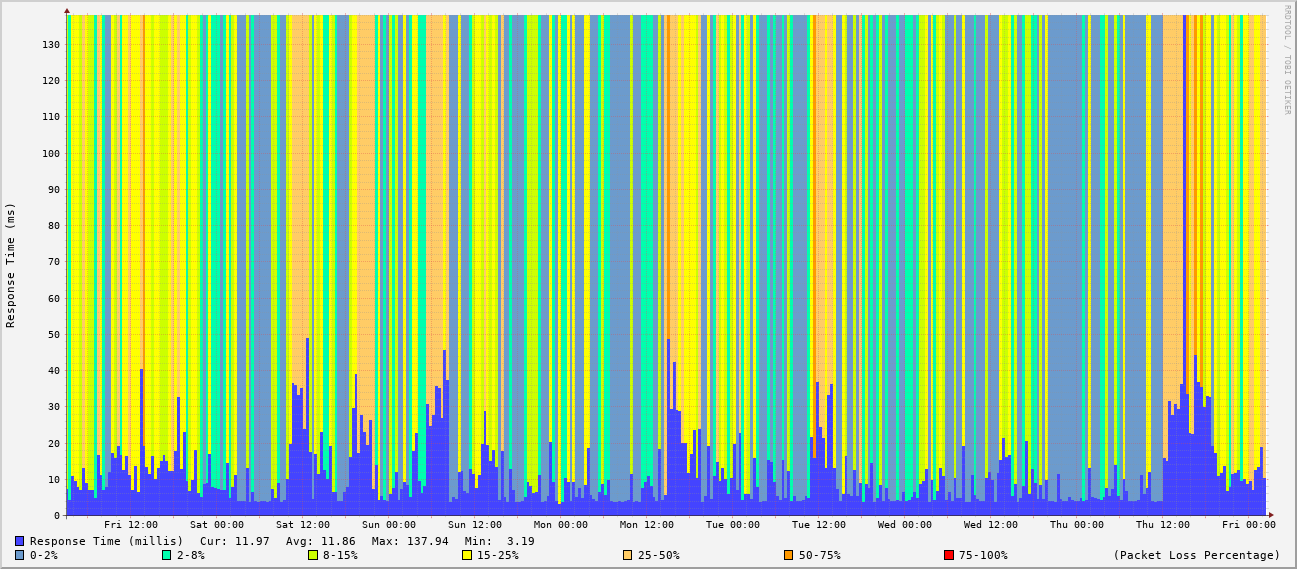 RRDTOOL / TOBI OETIKER
Response Time (ms)
130
120
110
100
90
80
70
60
50
40
30
20
10
0
Fri 12:00 Sat 00:00 Sat 12:00 Sun 00:00 Sun 12:00 Mon 00:00 Mon 12:00 Tue 00:00 Tue 12:00 Wed 00:00 Wed 12:00 Thu 00:00 Thu 12:00 Fri 00:00
Response Time (millis) Cur: 11.97 Avg: 11.86 Max: 137.94 Min: 3.19
0-2% 2-8% 8-15% 15-25% 25-50% 50-75% 75-100% (Packet Loss Percentage)